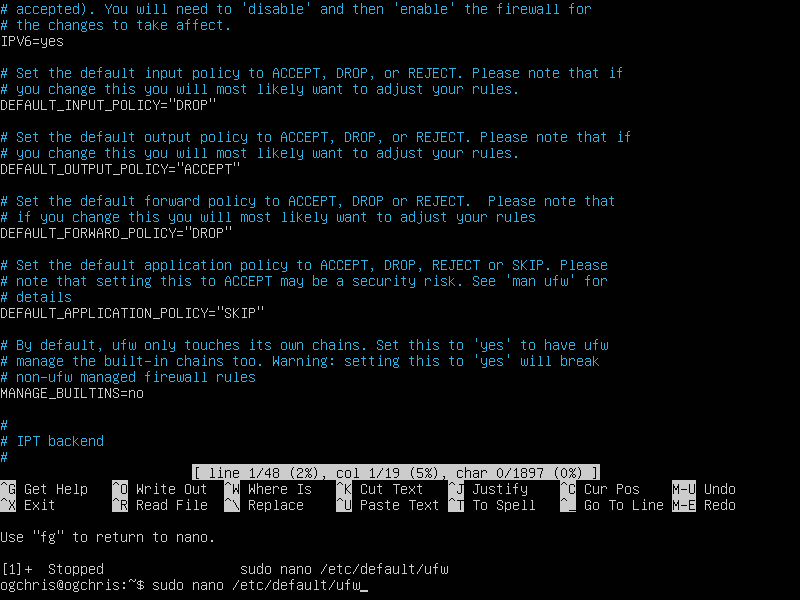 # accepted). You will need to 'disable' and then 'enable' the firewall for
# the changes to take affect.
IPV6=yes
# Set the default input policy to ACCEPT, DROP, or REJECT. Please note that if
# you change this you will most likely want to adjust your rules.
DEFAULT_INPUT_POLICY="DROP"
# Set the default output policy to ACCEPT, DROP, or REJECT. Please note that if
# you change this you will most likely want to adjust your rules.
DEFAULT_OUTPUT_POLICY="ACCEPT"
# Set the default forward policy to ACCEPT, DROP or REJECT.  Please note that
# if you change this you will most likely want to adjust your rules
DEFAULT_FORWARD_POLICY="DROP"
# Set the default application policy to ACCEPT, DROP, REJECT or SKIP. Please
# note that setting this to ACCEPT may be a security risk. See 'man ufw' for
# details
DEFAULT_APPLICATION_POLICY="SKIP"
# By default, ufw only touches its own chains. Set this to 'yes' to have ufw
# manage the built-in chains too. Warning: setting this to 'yes' will break
# non-ufw managed firewall rules
MANAGE_BUILTINS=no
#
# IPT backend
#
[ line 1/48 (2%), col 1/19 (5%), char 0/1897 (0%) ]
^G Get Help ^O Write Out ^W Where Is ^K Cut Text ^J Justify ^C Cur Pos M-U Undo
^X Exit ^R Read File ^\ Replace ^U Paste Text ^T To Spell ^_ Go To Line M-E Redo
Use "fg" to return to nano.
[1]+  Stopped                 sudo nano /etc/default/ufw
ogchris@ogchris:~$ sudo nano /etc/default/ufw_